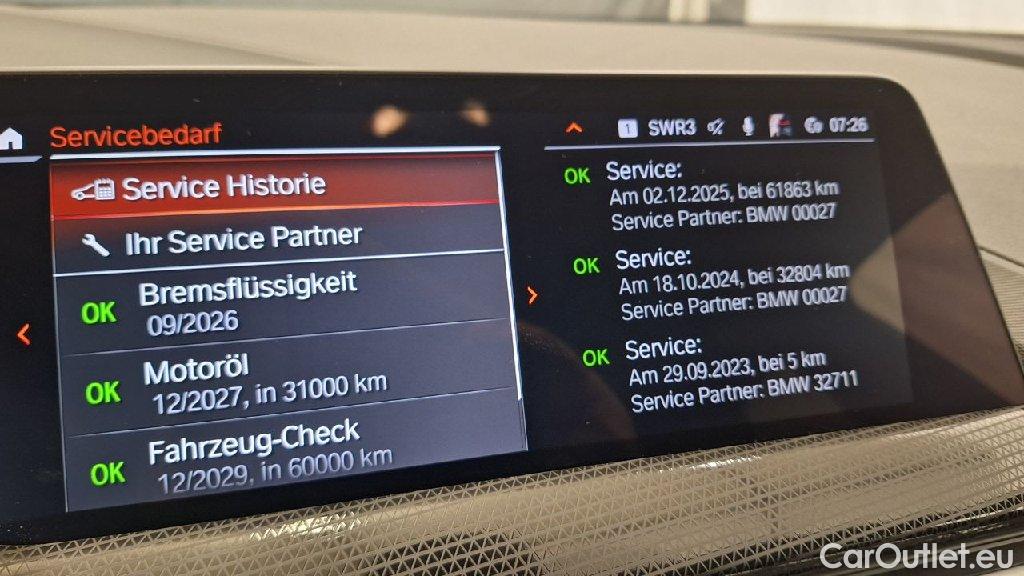 Servicebedarf
Service Historie
Ihr Service Partner
OK Bremsflüssigkeit
09/2026
OK Motoröl
12/2027, in 31000 km
OK Fahrzeug-Check
12/2029, in 60000 km
1 SWR3 07:26
OK Service:
Am 02.12.2025, bei 61863 km
Service Partner: BMW 00027
OK Service:
Am 18.10.2024, bei 32804 km
Service Partner: BMW 00027
OK Service:
Am 29.09.2023, bei 5 km
Service Partner: BMW 32711
CarOutlet.eu